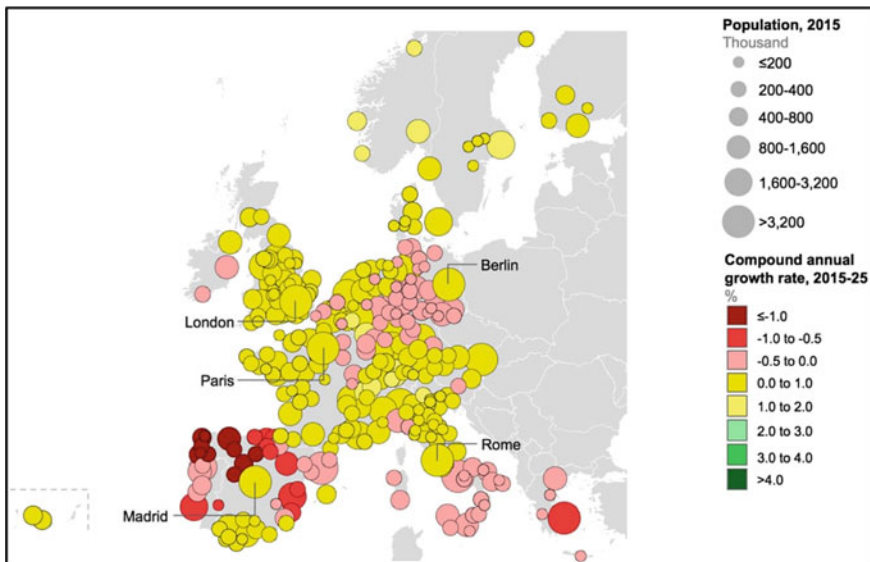 Population, 2015
Thousand
≤200
200-400
400-800
800-1,600
1,600-3,200
>3,200
Berlin
London
Paris
Rome
Madrid
Compound annual
growth rate, 2015-25
%
≤-1.0
-1.0 to -0.5
-0.5 to 0.0
0.0 to 1.0
1.0 to 2.0
2.0 to 3.0
3.0 to 4.0
>4.0